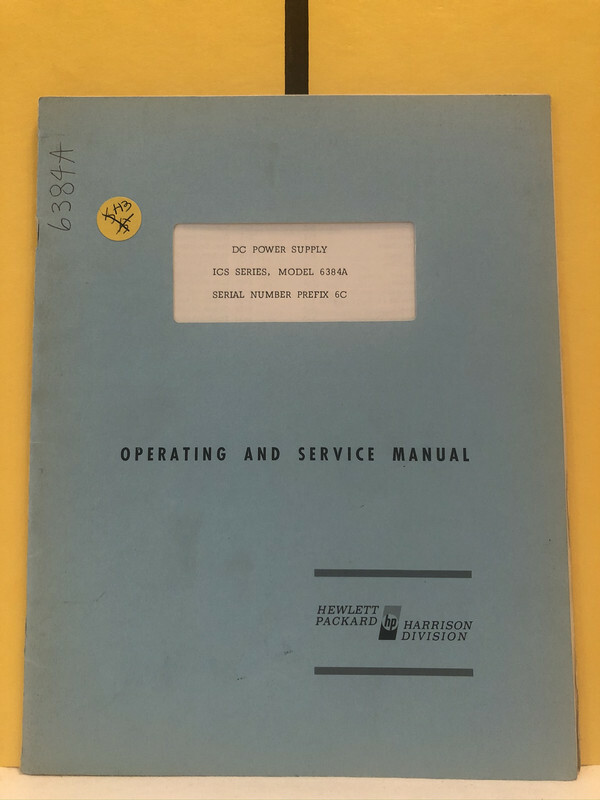 6384A
DC POWER SUPPLY
ICS SERIES, MODEL 6384A
SERIAL NUMBER PREFIX 6C
OPERATING AND SERVICE MANUAL
HEWLETT
PACKARD
hp
HARRISON
DIVISION